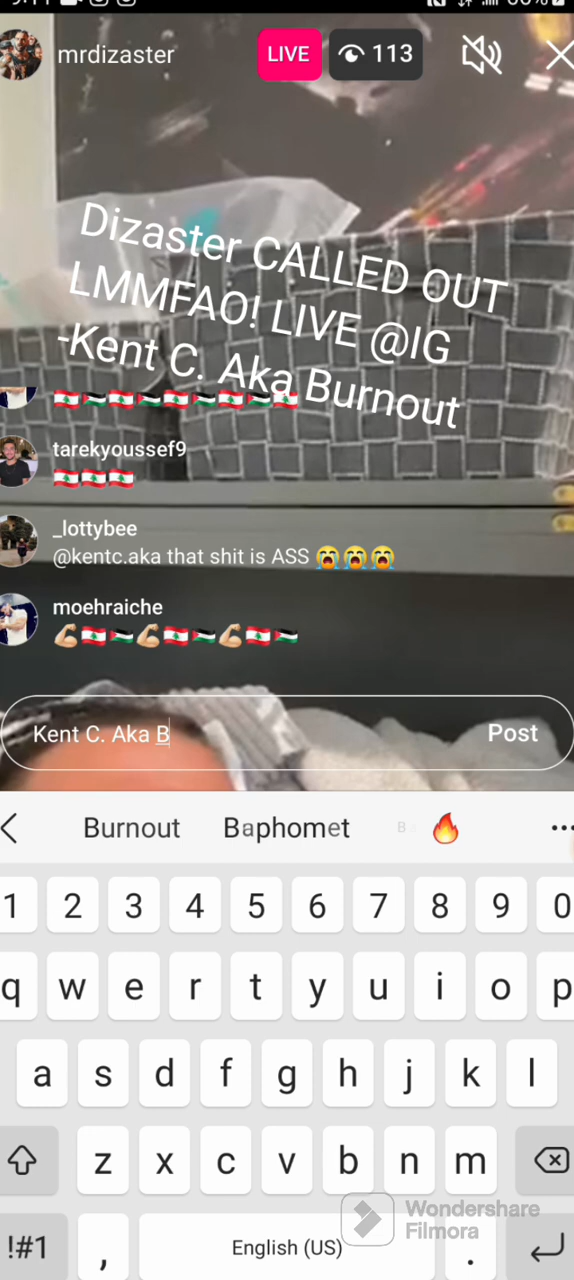 mrdizaster
LIVE
113
Dizaster CALLED OUT
LMMFAO! LIVE @IG
-Kent C. Aka Burnout
🇱🇧🇵🇸🇱🇧🇵🇸🇱🇧🇵🇸🇱🇧🇵🇸🇱🇧
tarekyoussef9
🇱🇧🇱🇧🇱🇧
_lottybee
@kentc.aka that shit is ASS 😭😭😭
moehraiche
💪🏼🇱🇧🇵🇸💪🏼🇱🇧🇵🇸💪🏼🇱🇧🇵🇸
Kent C. Aka B
Post
Burnout Baphomet 🔥
1 2 3 4 5 6 7 8 9 0
q w e r t y u i o p
a s d f g h j k l
z x c v b n m
!#1 , English (US) .
Wondershare
Filmora